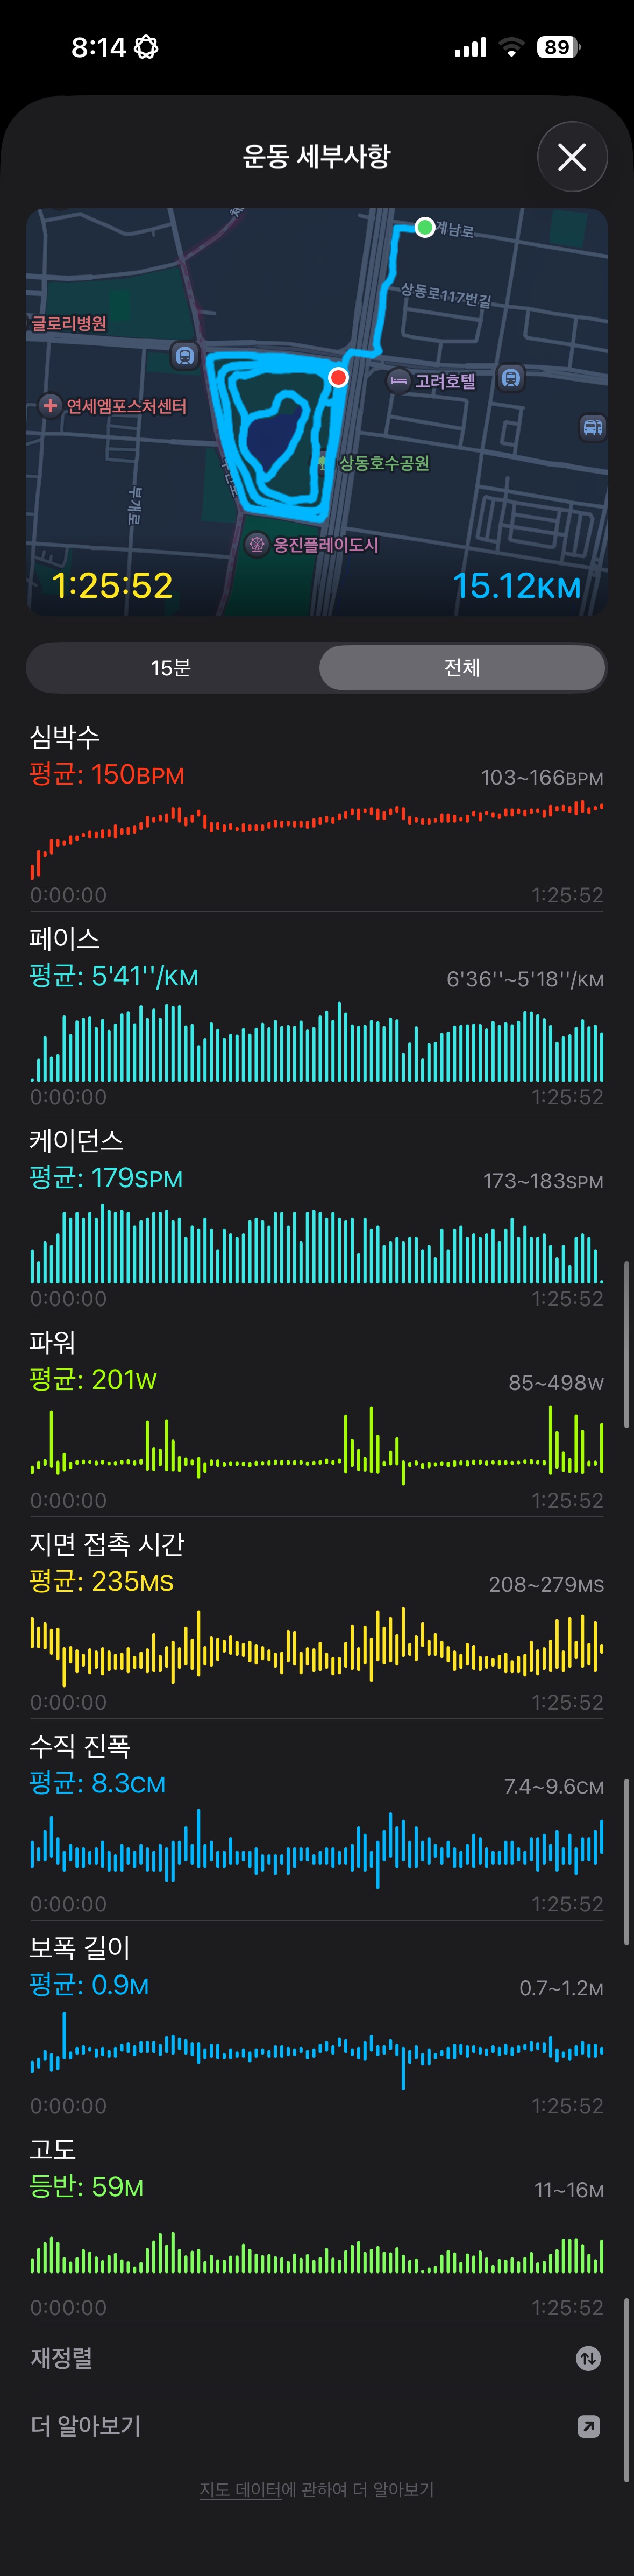 8:14
89
운동 세부사항
계남로
상동로117번길
글로리병원
고려호텔
연세엠포스처센터
상동호수공원
부개로
웅진플레이도시
1:25:52
15.12KM
15분
전체
심박수
평균: 150BPM
103~166BPM
0:00:00
1:25:52
페이스
평균: 5'41''/KM
6'36''~5'18''/KM
0:00:00
1:25:52
케이던스
평균: 179SPM
173~183SPM
0:00:00
1:25:52
파워
평균: 201W
85~498W
0:00:00
1:25:52
지면 접촉 시간
평균: 235MS
208~279MS
0:00:00
1:25:52
수직 진폭
평균: 8.3CM
7.4~9.6CM
0:00:00
1:25:52
보폭 길이
평균: 0.9M
0.7~1.2M
0:00:00
1:25:52
고도
등반: 59M
11~16M
0:00:00
1:25:52
재정렬
더 알아보기
지도 데이터에 관하여 더 알아보기